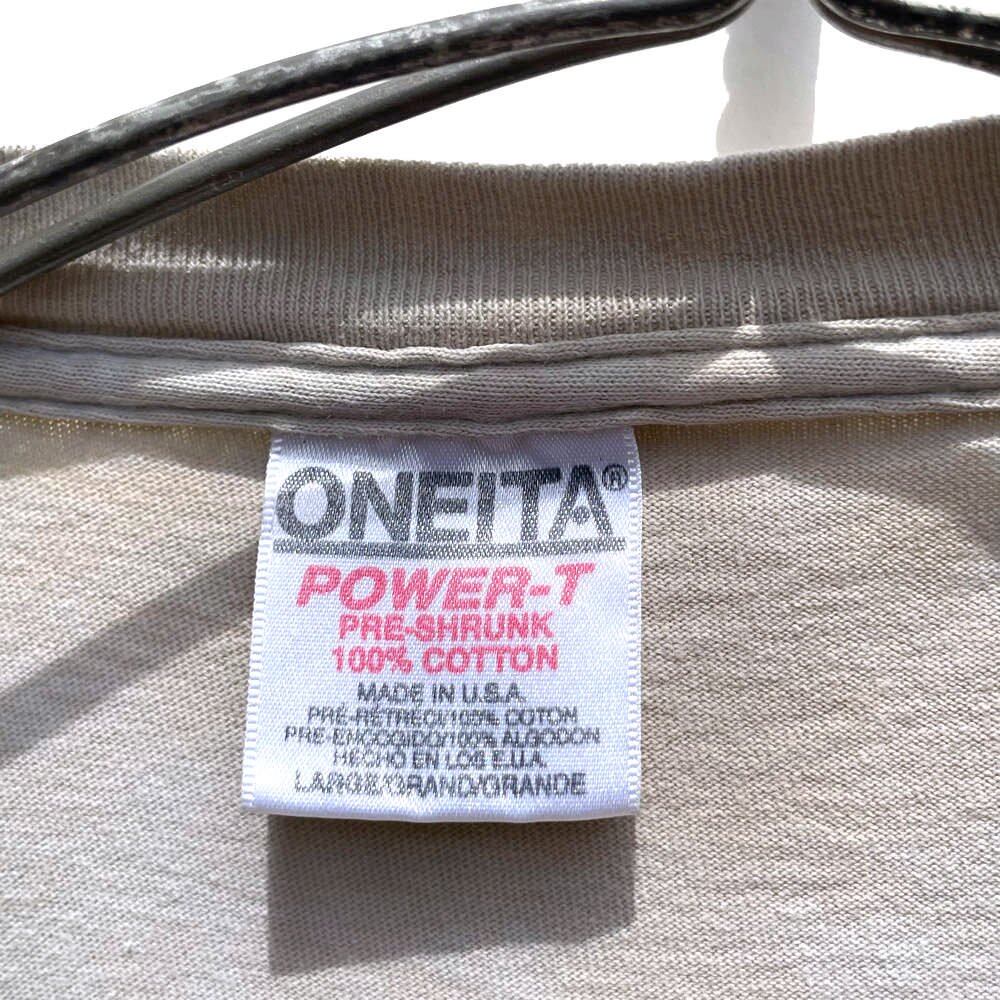 ONEITA®
POWER-T
PRE-SHRUNK
100% COTTON
MADE IN U.S.A.
PRÉ-RÉTRÉCI/100% COTON
PRE-ENCOGIDO/100% ALGODON
HECHO EN LOS E.U.A.
LARGE/GRAND/GRANDE